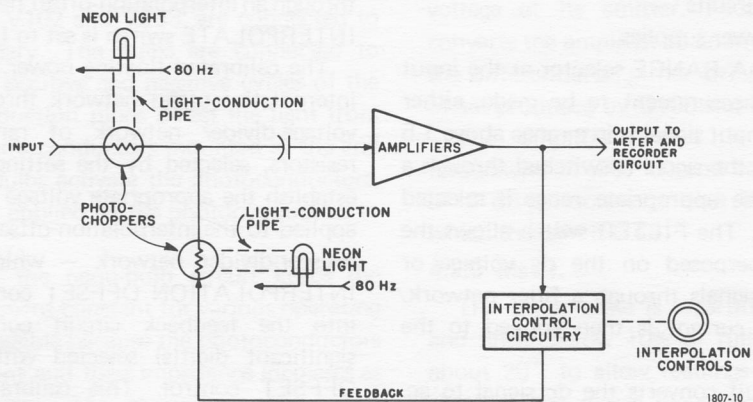 NEON LIGHT
80 Hz
LIGHT-CONDUCTION
PIPE
INPUT
AMPLIFIERS
OUTPUT TO
METER AND
RECORDER
CIRCUIT
PHOTO
CHOPPERS
LIGHT-CONDUCTION
PIPE
NEON
LIGHT
80 Hz
INTERPOLATION
CONTROL
CIRCUITRY
INTERPOLATION
CONTROLS
FEEDBACK
1807-10